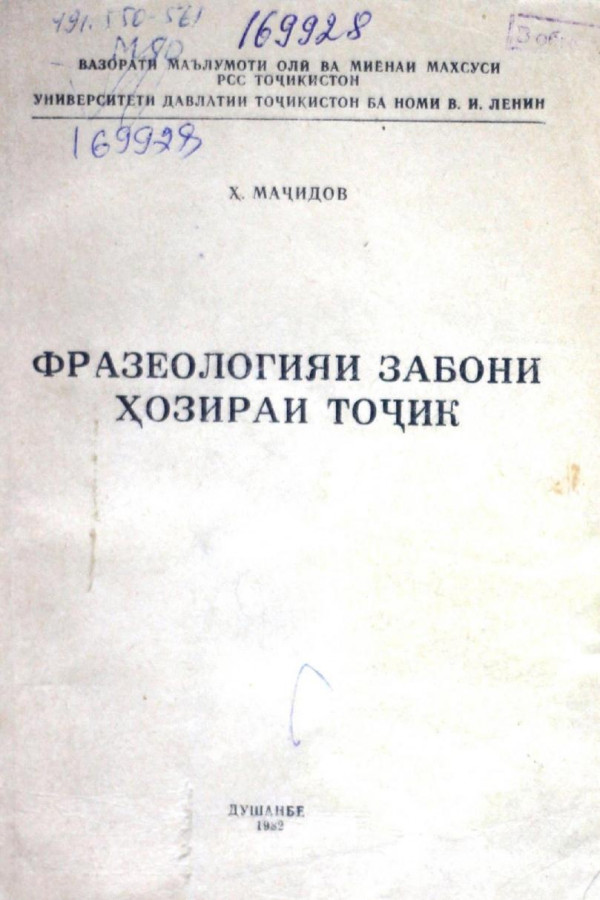 491.550-561
169928
М80
ВАЗОРАТИ МАЪЛУМОТИ ОЛӢ ВА МИЁНАИ МАХСУСИ
РСС ТОҶИКИСТОН
УНИВЕРСИТЕТИ ДАВЛАТИИ ТОҶИКИСТОН БА НОМИ В. И. ЛЕНИН
169928
Ҳ. МАҶИДОВ
ФРАЗЕОЛОГИЯИ ЗАБОНИ
ҲОЗИРАИ ТОҶИК
ДУШАНБЕ
1982